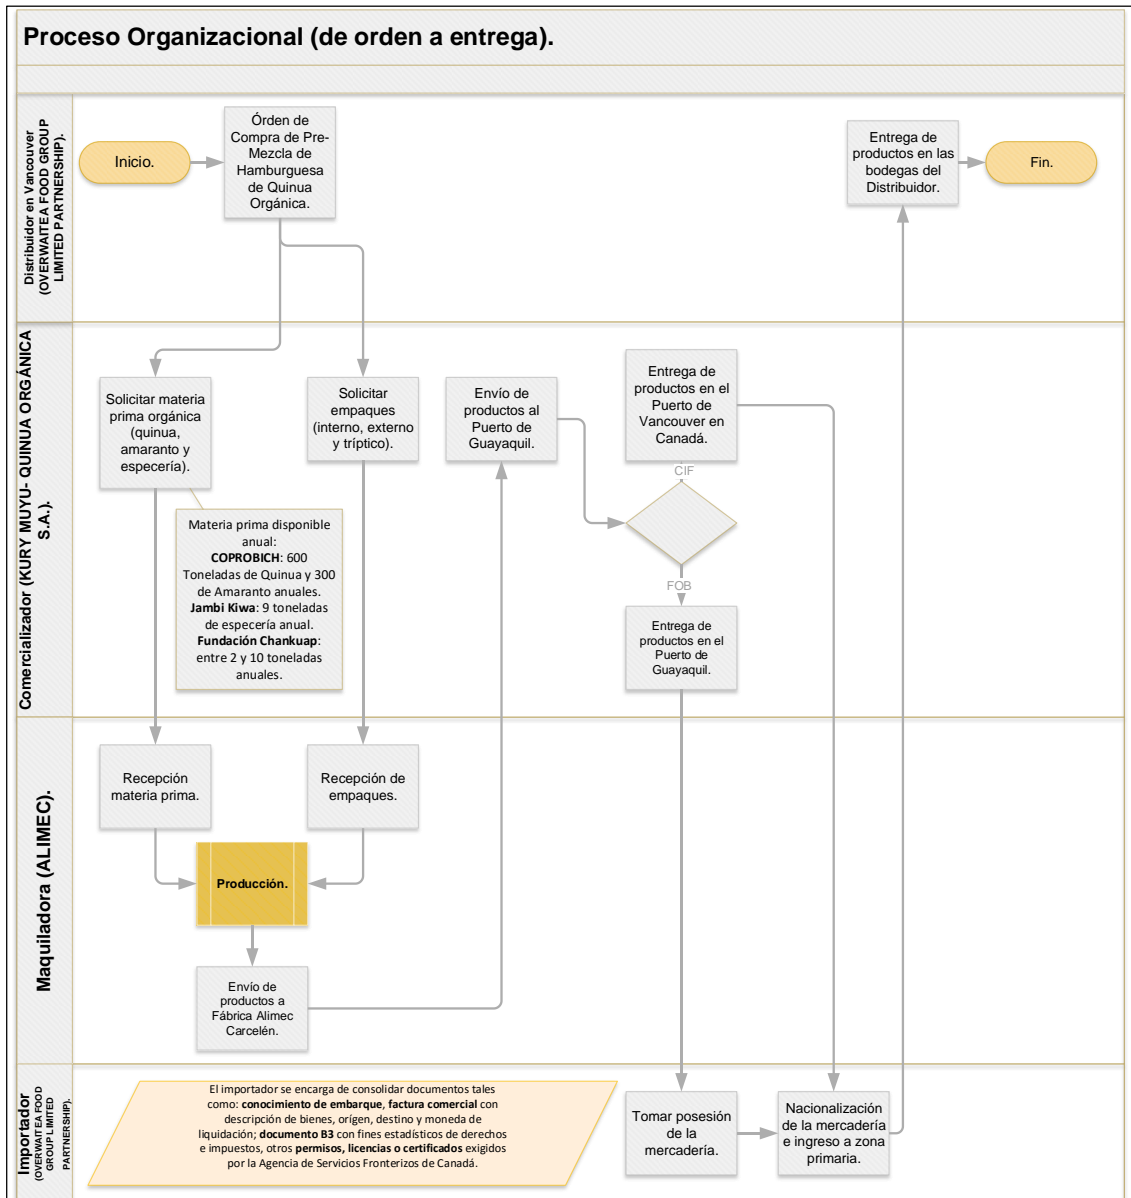 Proceso Organizacional (de orden a entrega).
Distribuidor en Vancouver
(OVERWAITEA FOOD GROUP
LIMITED PARTNERSHIP).
Inicio.
Órden de
Compra de Pre-
Mezcla de
Hamburguesa
de Quinua
Orgánica.
Entrega de
productos en las
bodegas del
Distribuidor.
Fin.
Comercializador (KURY MUYU- QUINUA ORGÁNICA
S.A.).
Solicitar materia
prima orgánica
(quinua,
amaranto y
especería).
Solicitar
empaques
(interno, externo
y tríptico).
Envío de
productos al
Puerto de
Guayaquil.
Entrega de
productos en el
Puerto de
Vancouver en
Canadá.
CIF
FOB
Materia prima disponible
anual:
COPROBICH: 600
Toneladas de Quinua y 300
de Amaranto anuales.
Jambi Kiwa: 9 toneladas
de especería anual.
Fundación Chankuap:
entre 2 y 10 toneladas
anuales.
Entrega de
productos en el
Puerto de
Guayaquil.
Maquiladora (ALIMEC).
Recepción
materia prima.
Recepción de
empaques.
Producción.
Envío de
productos a
Fábrica Alimec
Carcelén.
Importador
(OVERWAITEA FOOD
GROUP LIMITED
PARTNERSHIP).
El importador se encarga de consolidar documentos tales
como: conocimiento de embarque, factura comercial con
descripción de bienes, orígen, destino y moneda de
liquidación; documento B3 con fines estadísticos de derechos
e impuestos, otros permisos, licencias o certificados exigidos
por la Agencia de Servicios Fronterizos de Canadá.
Tomar posesión
de la
mercadería.
Nacionalización
de la mercadería
e ingreso a zona
primaria.